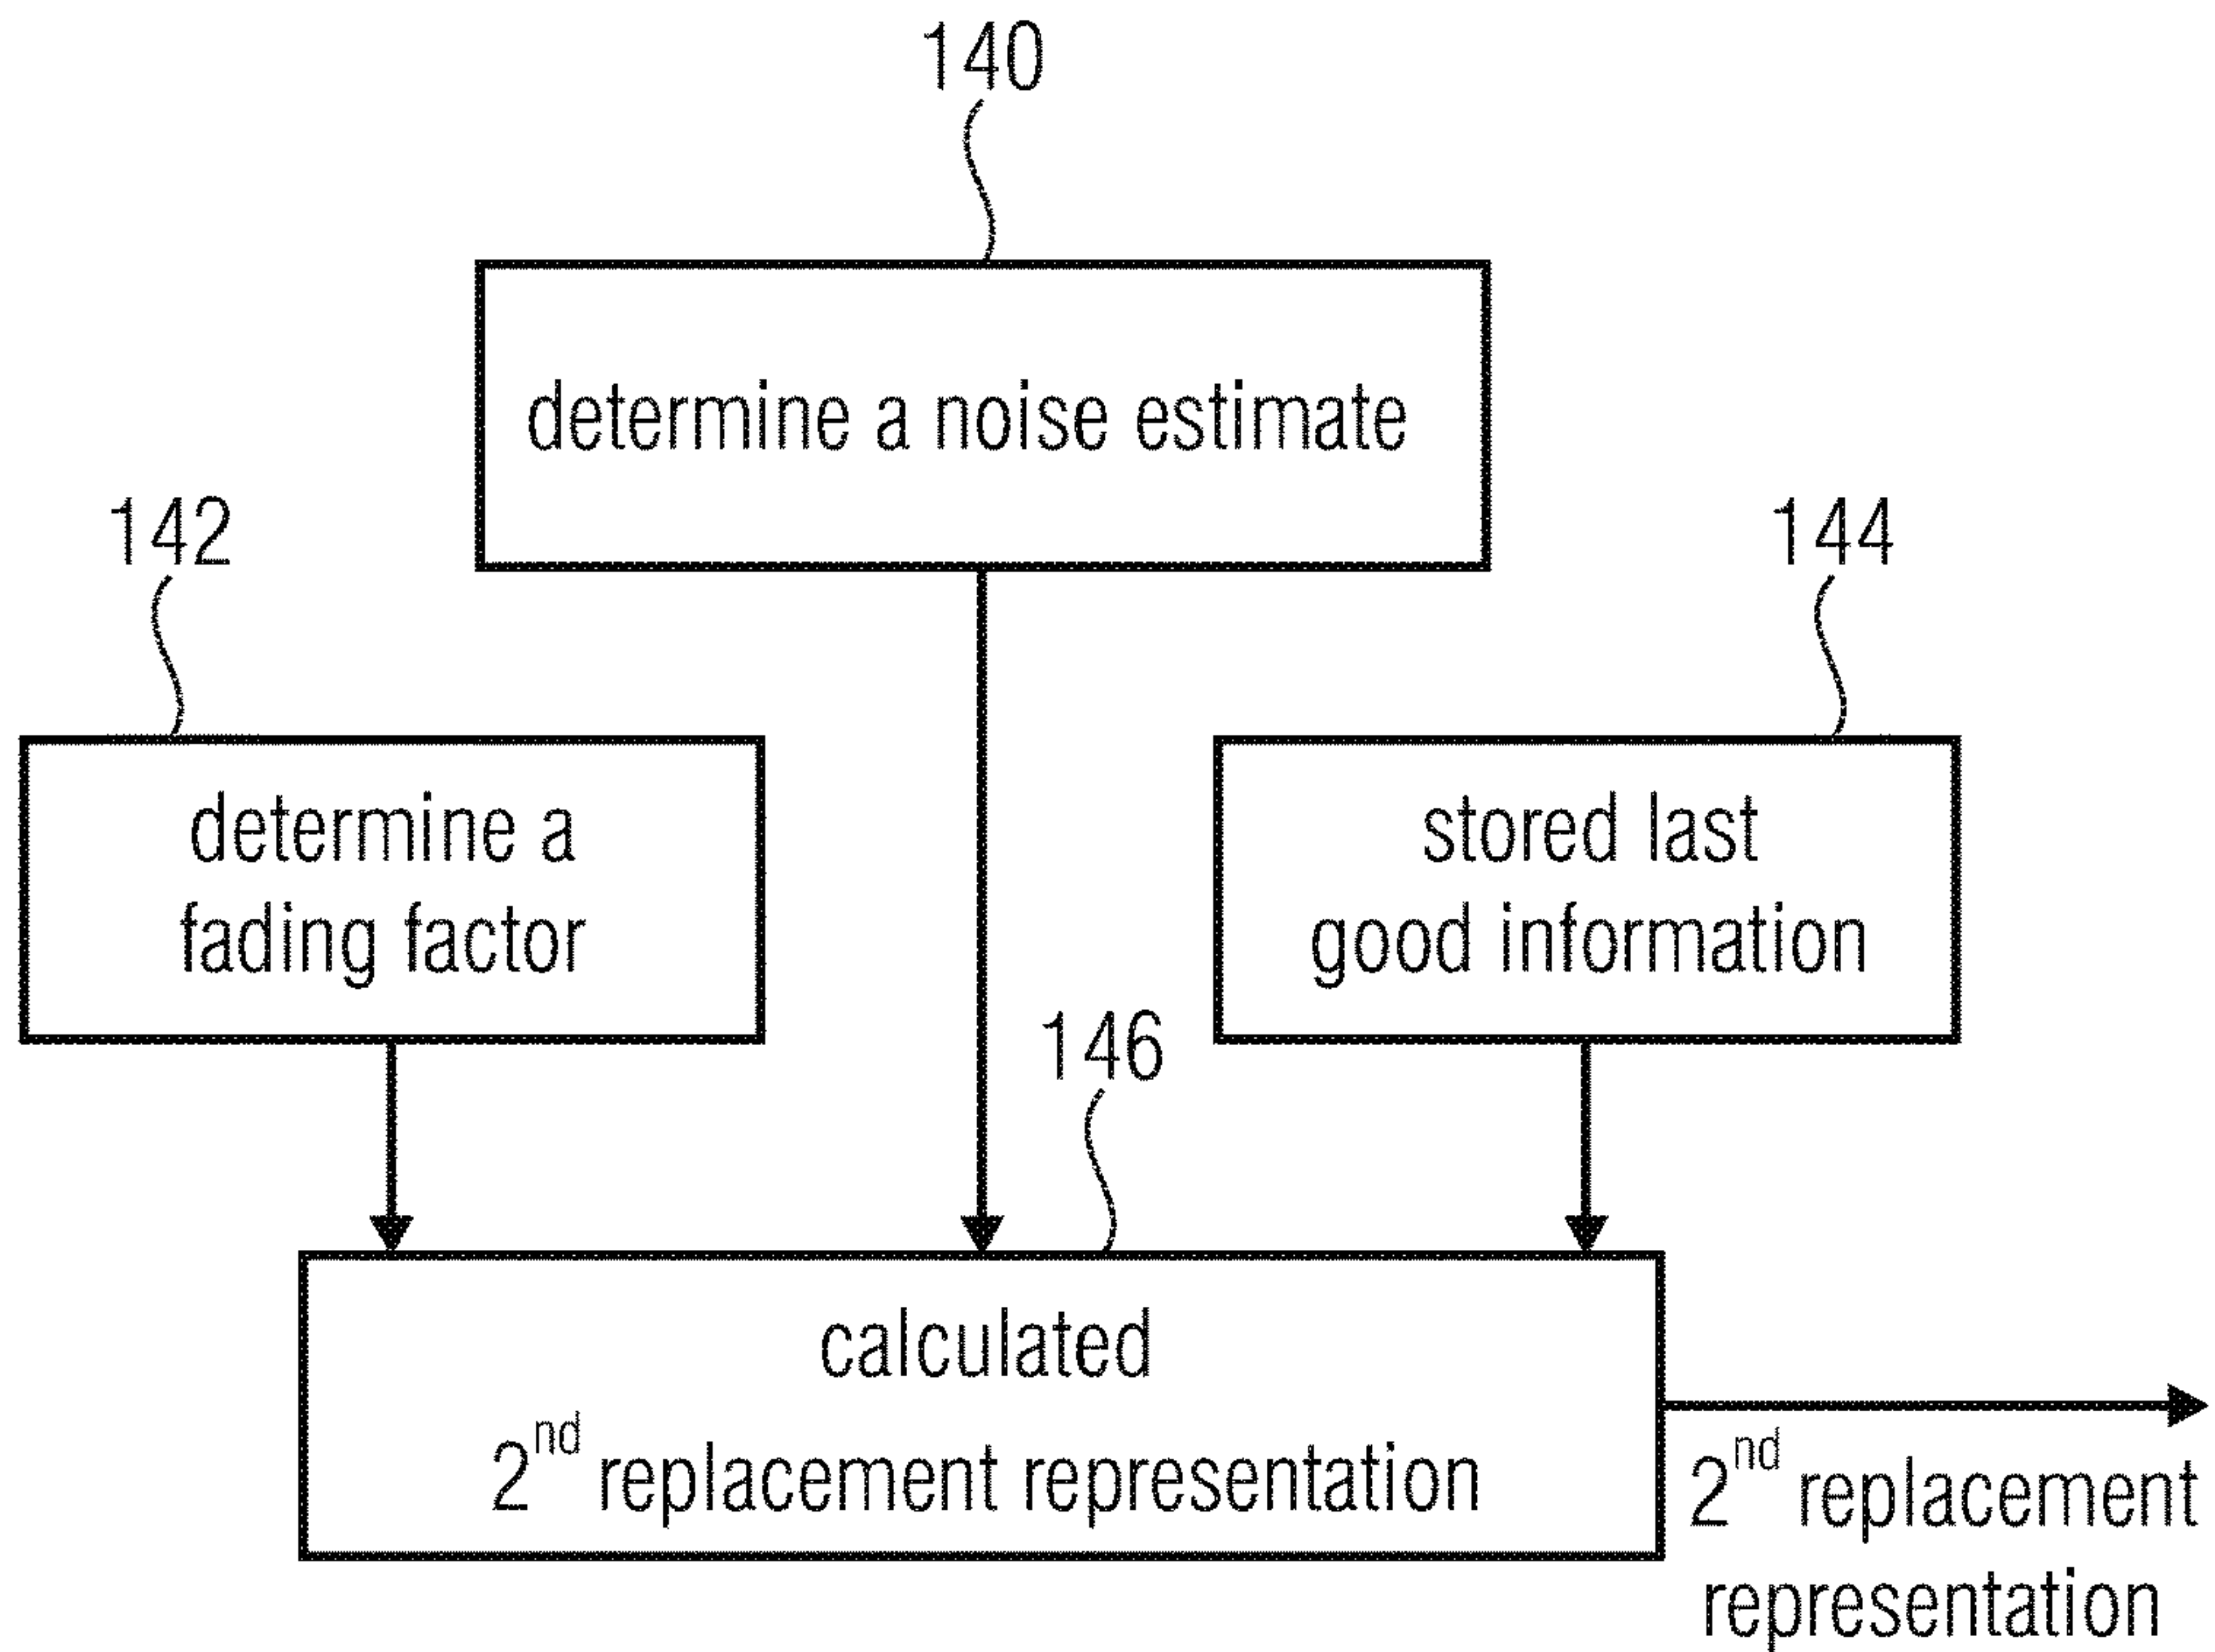 140
determine a noise estimate
142
144
determine a
fading factor
stored last
good information
146
calculated
2nd replacement representation
2nd replacement
representation